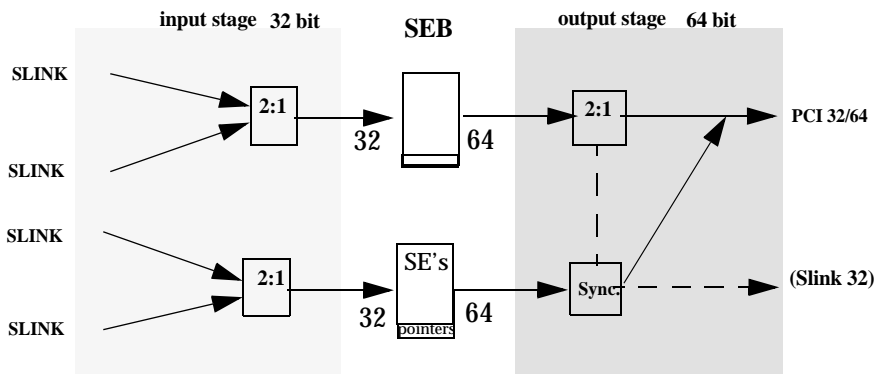 input stage 32 bit
SEB
output stage 64 bit
SLINK
2:1
2:1
PCI 32/64
32
64
SLINK
SLINK
SE's
2:1
Sync.
(Slink 32)
32
64
pointers
SLINK